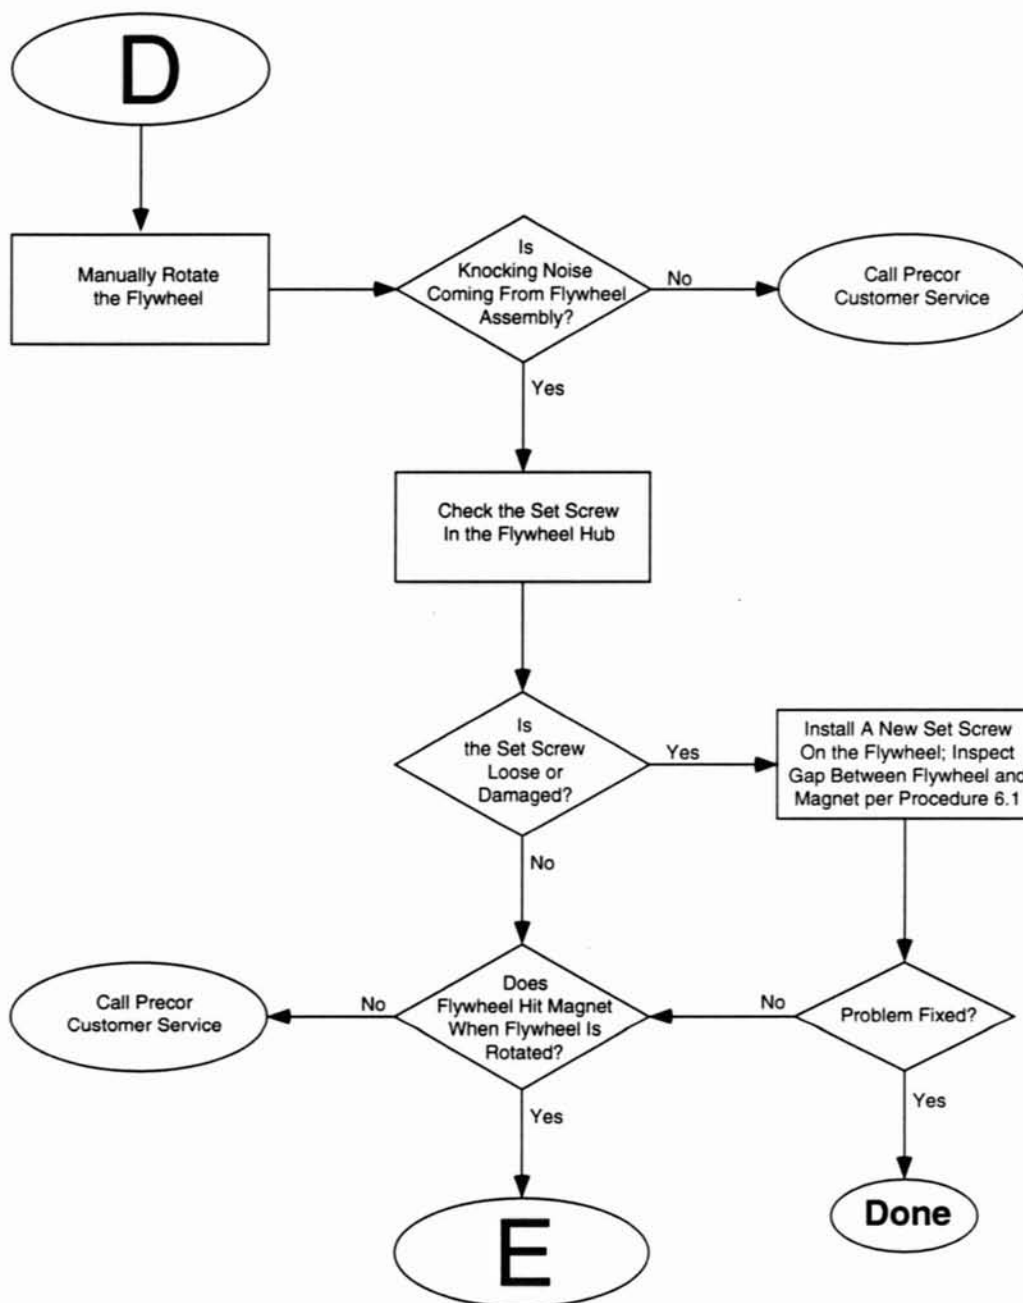 D
Manually Rotate
the Flywheel
Is
Knocking Noise
Coming From Flywheel
Assembly?
No
Call Precor
Customer Service
Yes
Check the Set Screw
In the Flywheel Hub
Is
the Set Screw
Loose or
Damaged?
Yes
Install A New Set Screw
On the Flywheel; Inspect
Gap Between Flywheel and
Magnet per Procedure 6.1
No
Call Precor
Customer Service
No
Does
Flywheel Hit Magnet
When Flywheel Is
Rotated?
No
Problem Fixed?
Yes
Yes
Done
E